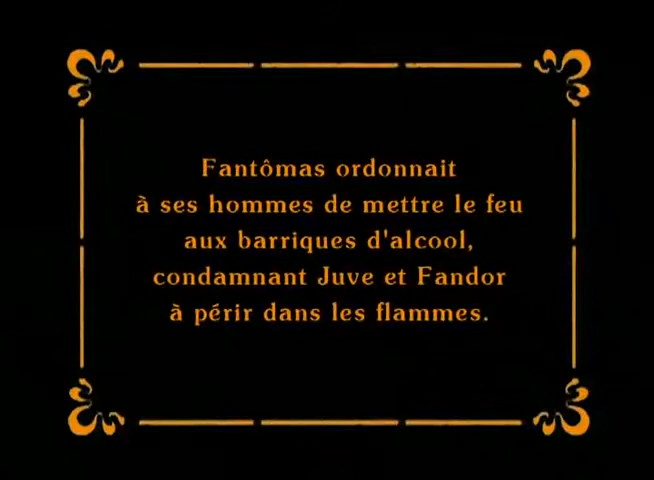 Fantômas ordonnait
à ses hommes de mettre le feu
aux barriques d'alcool,
condamnant Juve et Fandor
à périr dans les flammes.